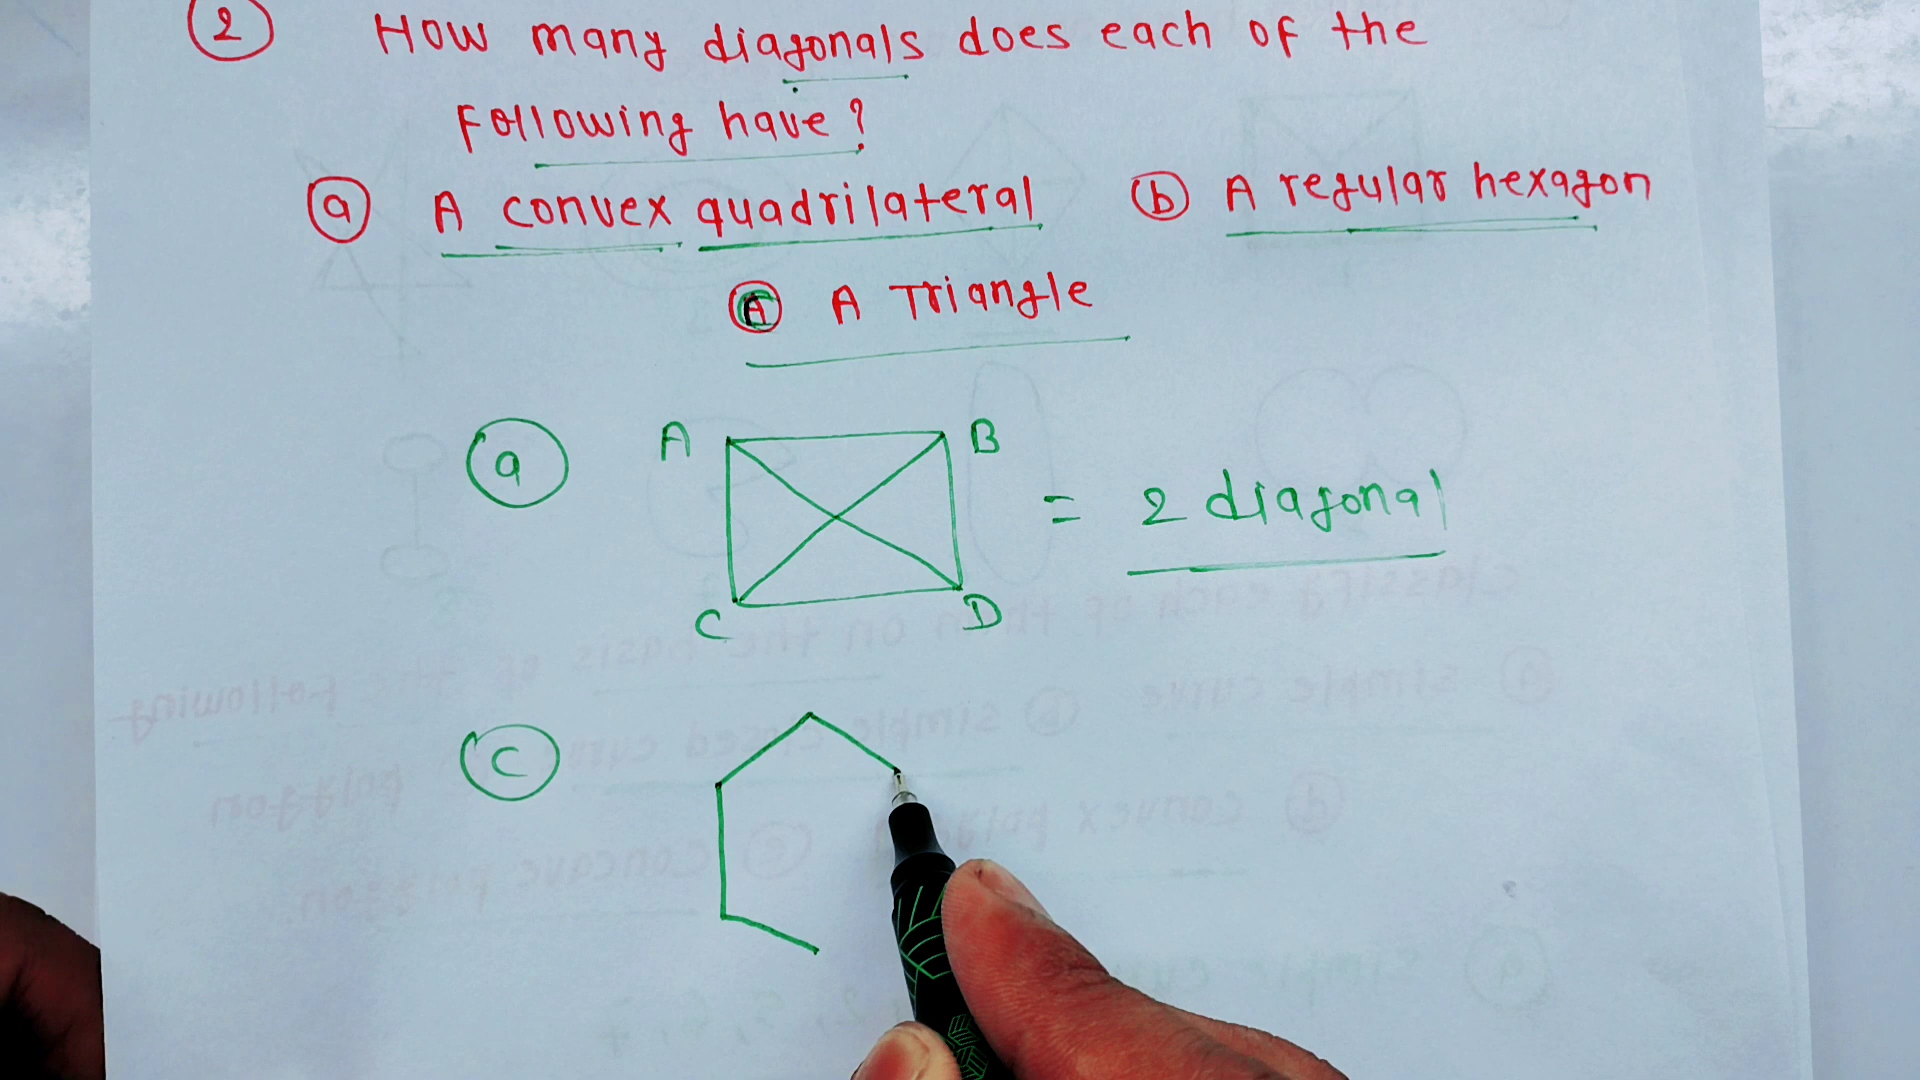 2 How many diagonals does each of the
following have?
a A convex quadrilateral b A regular hexagon
A A Triangle
a A B = 2 diagonal
C D
c